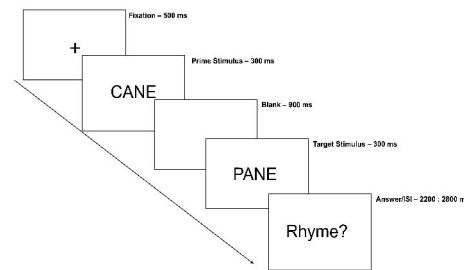 Fixation – 500 ms
+
Prime Stimulus – 300 ms
CANE
Blank – 900 ms
Target Stimulus – 300 ms
PANE
Answer/ISI – 2200 : 2800 m
Rhyme?